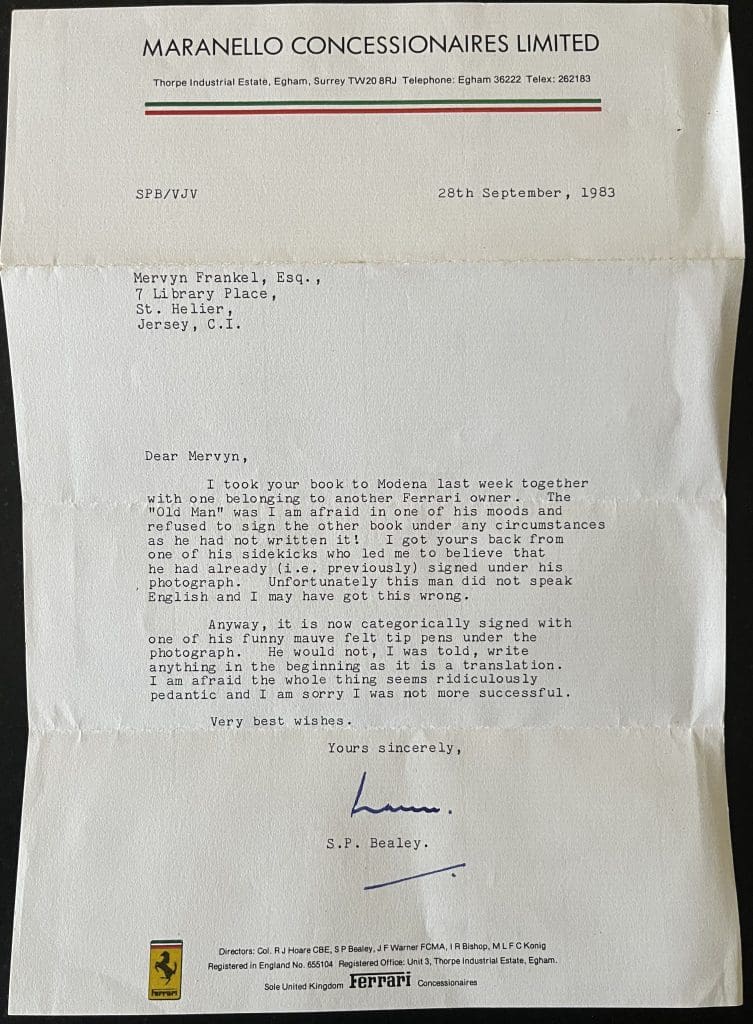 MARANELLO CONCESSIONAIRES LIMITED
Thorpe Industrial Estate, Egham, Surrey TW20 8RJ Telephone: Egham 36222 Telex: 262183
SPB/VJV 28th September, 1983
Mervyn Frankel, Esq.,
7 Library Place,
St. Helier,
Jersey, C.I.
Dear Mervyn,
I took your book to Modena last week together
with one belonging to another Ferrari owner. The
"Old Man" was I am afraid in one of his moods and
refused to sign the other book under any circumstances
as he had not written it! I got yours back from
one of his sidekicks who led me to believe that
he had already (i.e. previously) signed under his
photograph. Unfortunately this man did not speak
English and I may have got this wrong.
Anyway, it is now categorically signed with
one of his funny mauve felt tip pens under the
photograph. He would not, I was told, write
anything in the beginning as it is a translation.
I am afraid the whole thing seems ridiculously
pedantic and I am sorry I was not more successful.
Very best wishes.
Yours sincerely,
S.P. Bealey.
Directors: Col. R J Hoare CBE, S P Bealey, J F Warner FCMA, I R Bishop, M L F C Konig
Registered in England No. 655104 Registered Office: Unit 3, Thorpe Industrial Estate, Egham.
Sole United Kingdom Ferrari Concessionaires
Ferrari